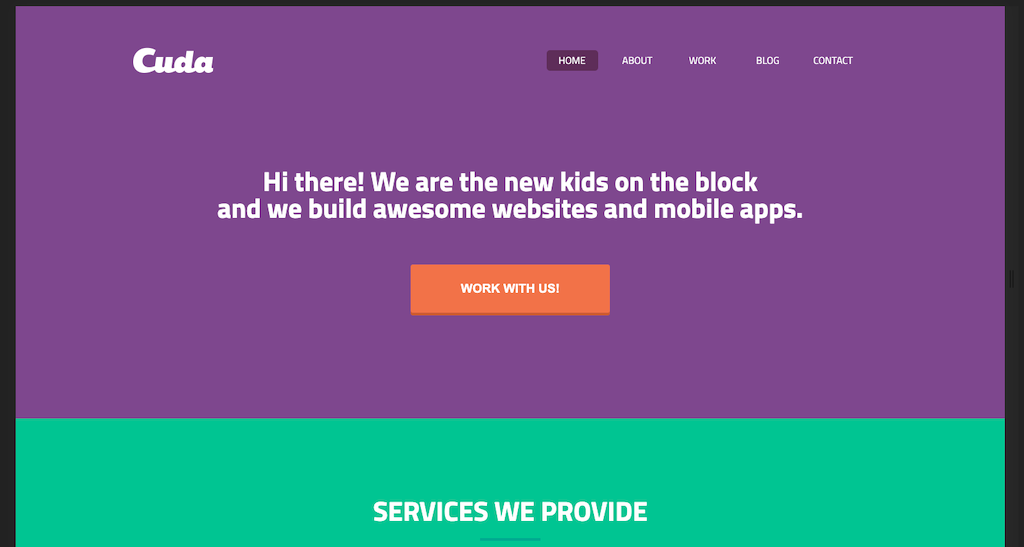 Cuda
HOME ABOUT WORK BLOG CONTACT
Hi there! We are the new kids on the block
and we build awesome websites and mobile apps.
WORK WITH US!
SERVICES WE PROVIDE